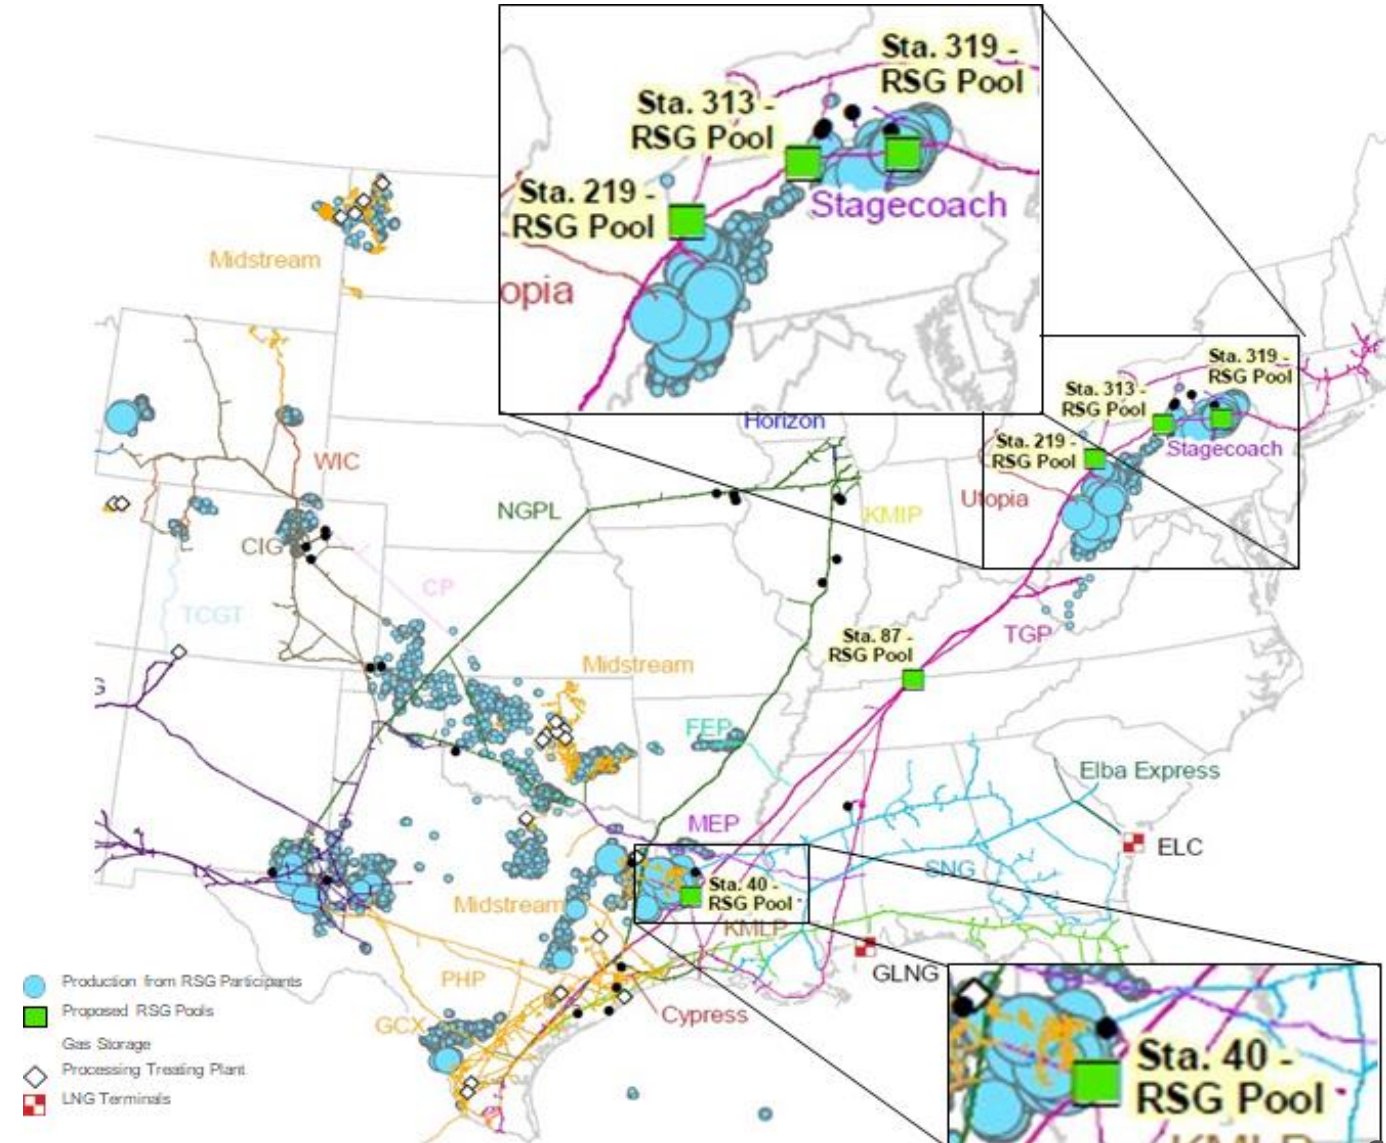 Sta. 319 -
RSG Pool
Sta. 313 -
RSG Pool
Sta. 219 -
RSG Pool
Stagecoach
opia
Midstream
Horizon
Sta. 319 -
RSG Pool
Sta. 313 -
RSG Pool
Sta. 219 -
RSG Pool
Stagecoach
WIC
NGPL
KMIP
Utopia
CIG
CP
TCGT
TGP
Sta. 87 -
RSG Pool
Midstream
G
FEP
Elba Express
MEP
ELC
SNG
Sta. 40 -
RSG Pool
Midstream
KMLP
GLNG
PHP
GCX
Cypress
Production from RSG Participants
Proposed RSG Pools
Gas Storage
Processing Treating Plant
LNG Terminals
Sta. 40 -
RSG Pool
KMLP